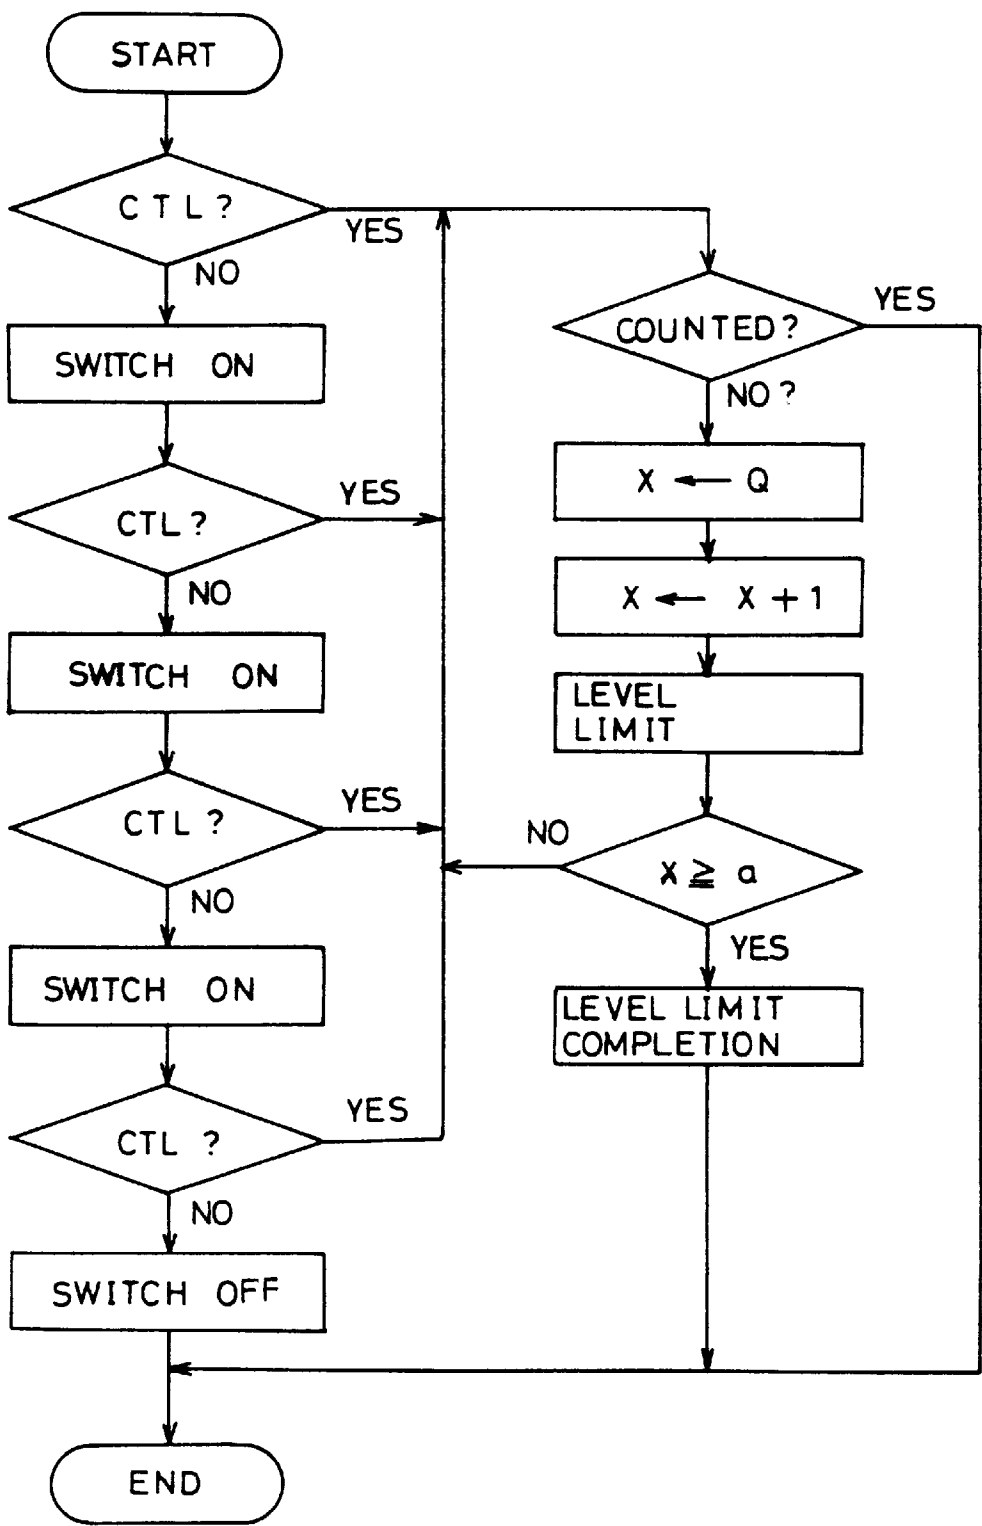 START
CTL?
YES
NO
SWITCH ON
CTL?
YES
NO
SWITCH ON
CTL?
YES
NO
SWITCH ON
CTL?
YES
NO
SWITCH OFF
END
COUNTED?
YES
NO?
X ← Q
X ← X + 1
LEVEL
LIMIT
X ≧ a
NO
YES
LEVEL LIMIT
COMPLETION